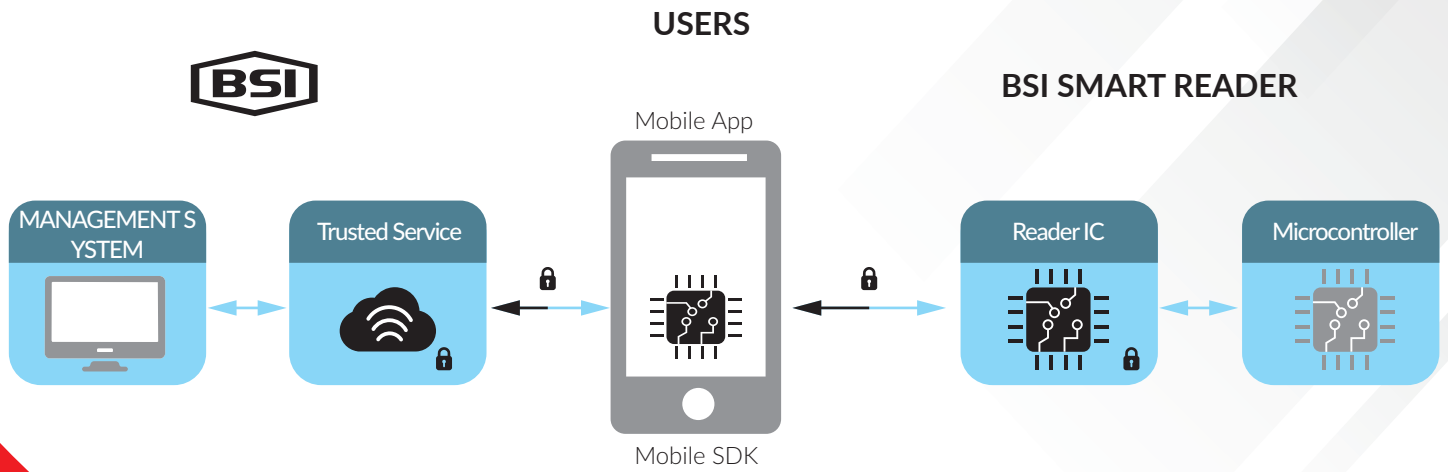 USERS
BSI
BSI SMART READER
Mobile App
MANAGEMENT S
YSTEM
Trusted Service
Reader IC
Microcontroller
Mobile SDK